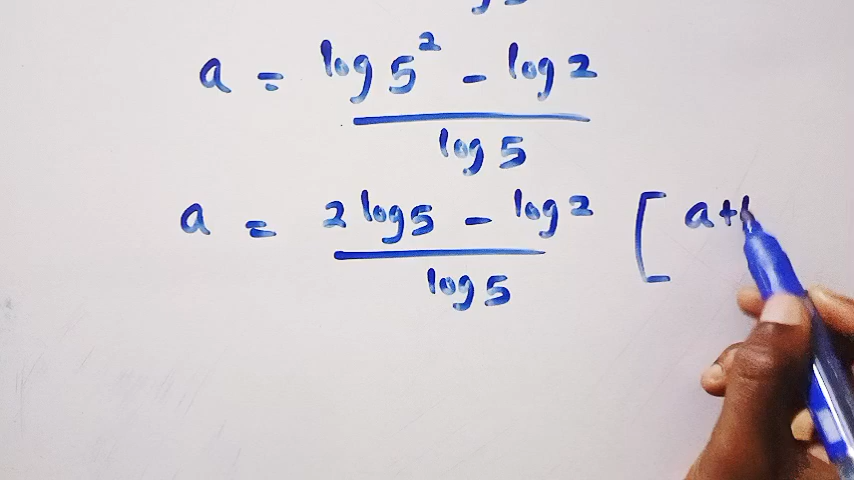 a = log 5² - log 2
log 5
a = 2 log 5 - log 2 [ a+
log 5